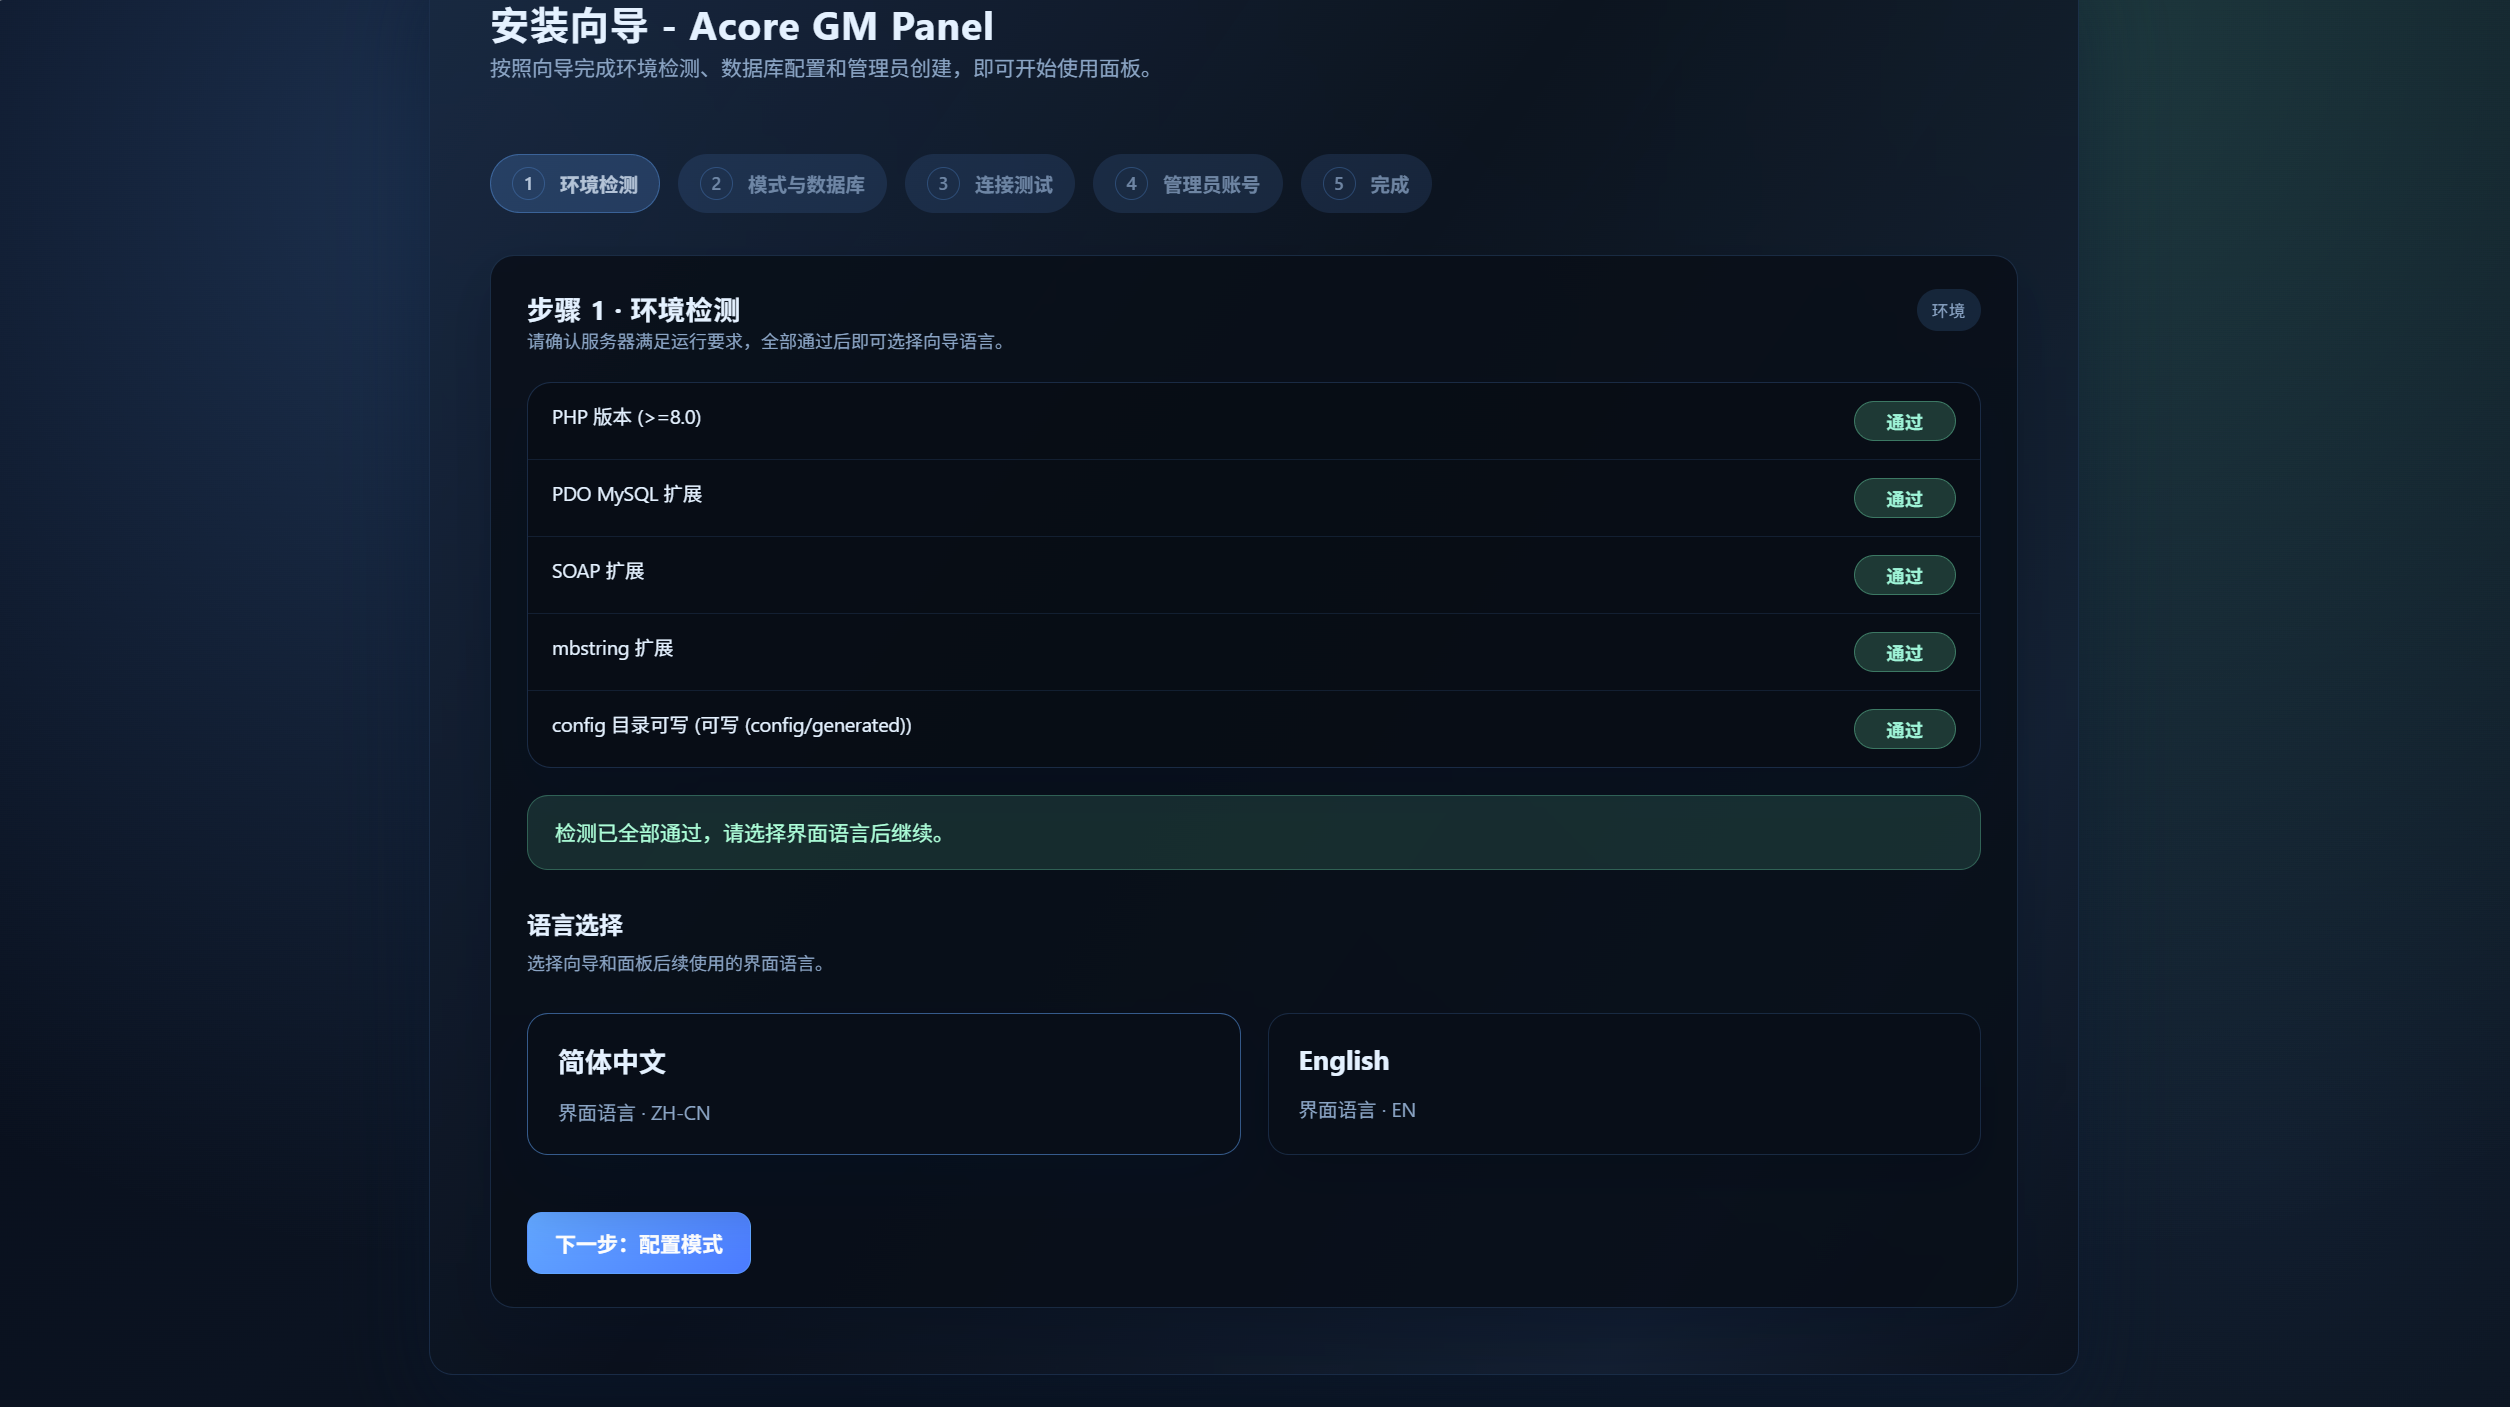 安装向导 - Acore GM Panel
按照向导完成环境检测、数据库配置和管理员创建，即可开始使用面板。
1 环境检测
2 模式与数据库
3 连接测试
4 管理员账号
5 完成
步骤 1 · 环境检测
环境
请确认服务器满足运行要求，全部通过后即可选择向导语言。
PHP 版本 (>=8.0)
通过
PDO MySQL 扩展
通过
SOAP 扩展
通过
mbstring 扩展
通过
config 目录可写 (可写 (config/generated))
通过
检测已全部通过，请选择界面语言后继续。
语言选择
选择向导和面板后续使用的界面语言。
简体中文
界面语言 · ZH-CN
English
界面语言 · EN
下一步：配置模式